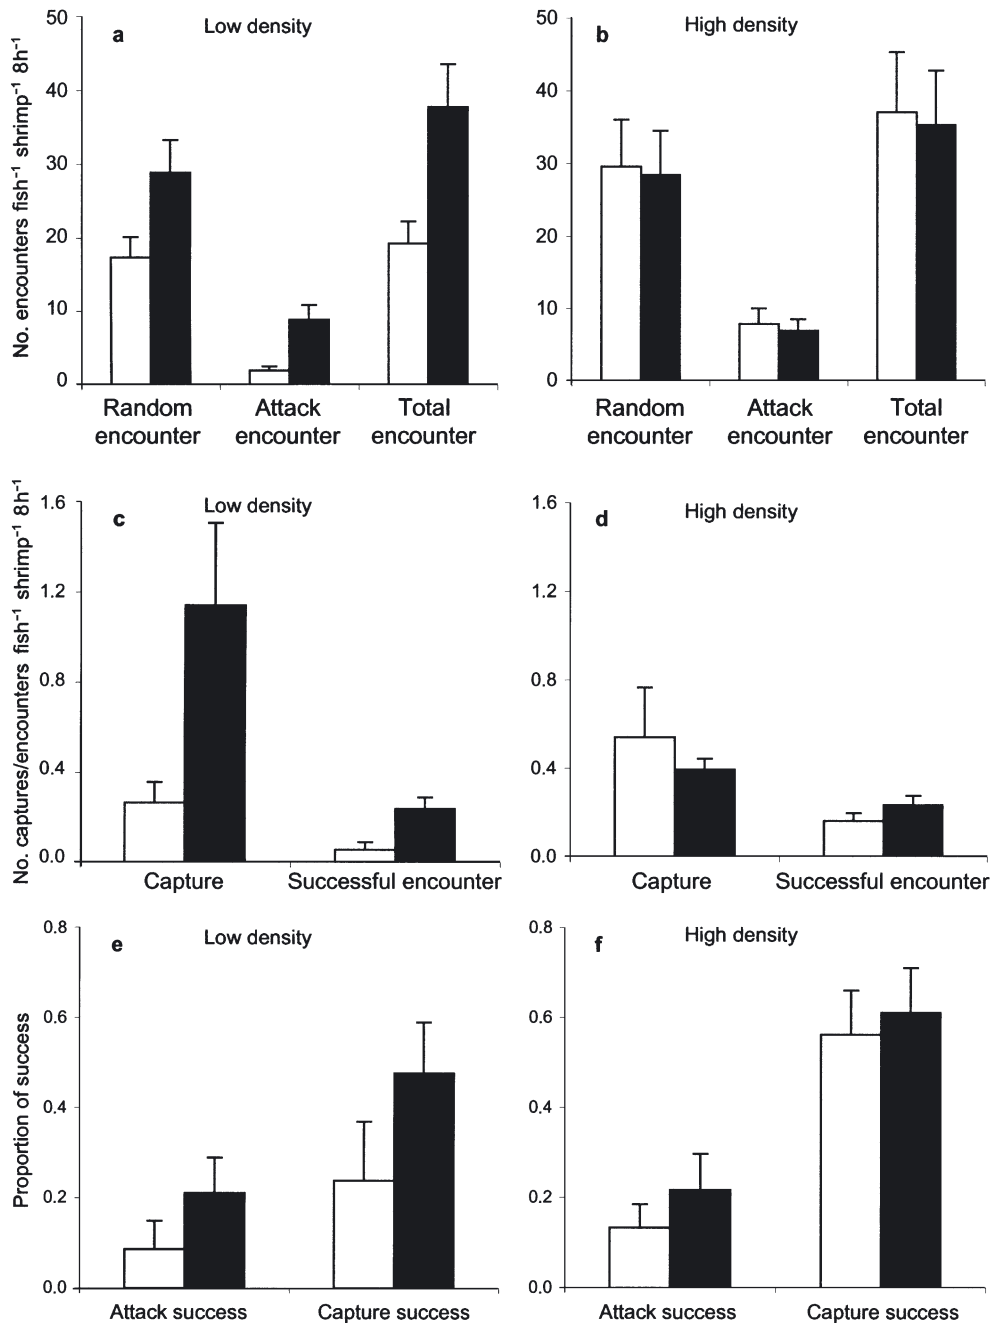 a
Low density
50
40
30
20
10
0
No. encounters fish⁻¹ shrimp⁻¹ 8h⁻¹
Random
encounter
Attack
encounter
Total
encounter
b
High density
50
40
30
20
10
0
Random
encounter
Attack
encounter
Total
encounter
c
Low density
1.6
1.2
0.8
0.4
0.0
No. captures/encounters fish⁻¹ shrimp⁻¹ 8h⁻¹
Capture
Successful encounter
d
High density
1.6
1.2
0.8
0.4
0.0
Capture
Successful encounter
e
Low density
0.8
0.6
0.4
0.2
0.0
Proportion of success
Attack success
Capture success
f
High density
0.8
0.6
0.4
0.2
0.0
Attack success
Capture success